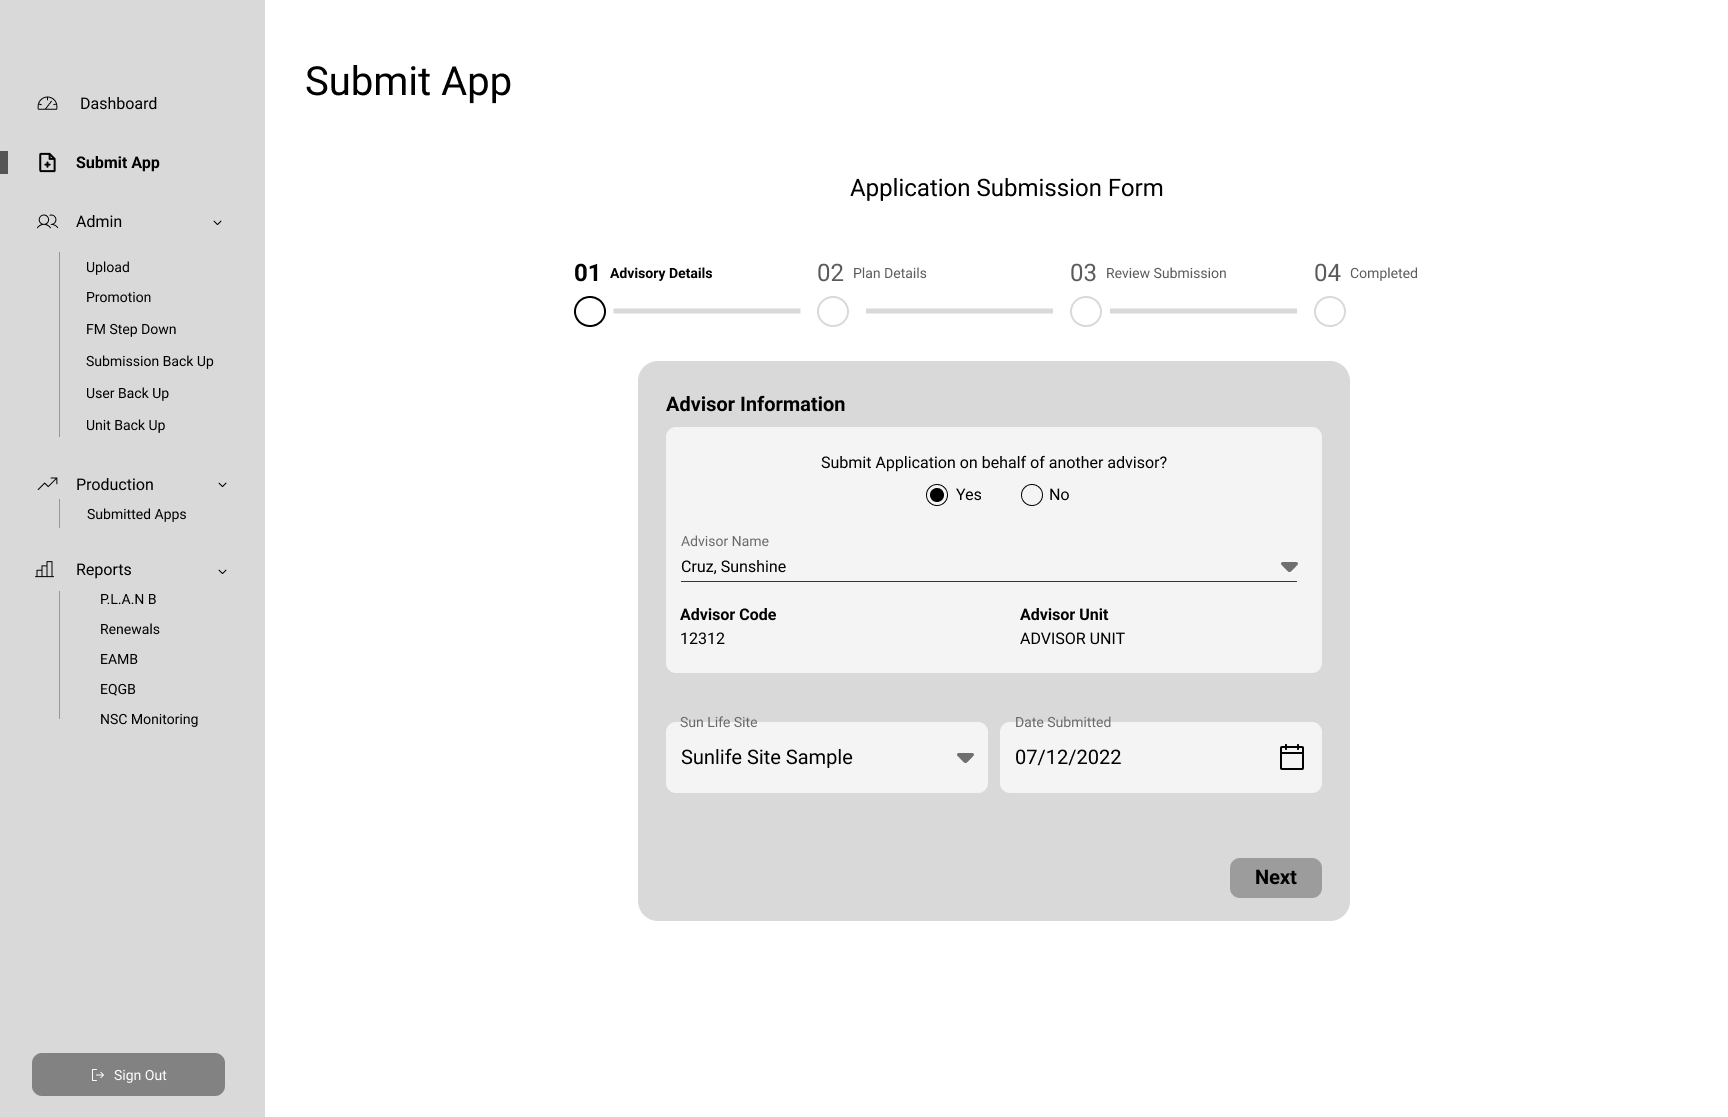 Dashboard
Submit App
Admin
Upload
Promotion
FM Step Down
Submission Back Up
User Back Up
Unit Back Up
Production
Submitted Apps
Reports
P.L.A.N B
Renewals
EAMB
EQGB
NSC Monitoring
Sign Out
Submit App
Application Submission Form
01 Advisory Details
02 Plan Details
03 Review Submission
04 Completed
Advisor Information
Submit Application on behalf of another advisor?
Yes No
Advisor Name
Cruz, Sunshine
Advisor Code
12312
Advisor Unit
ADVISOR UNIT
Sun Life Site
Sunlife Site Sample
Date Submitted
07/12/2022
Next